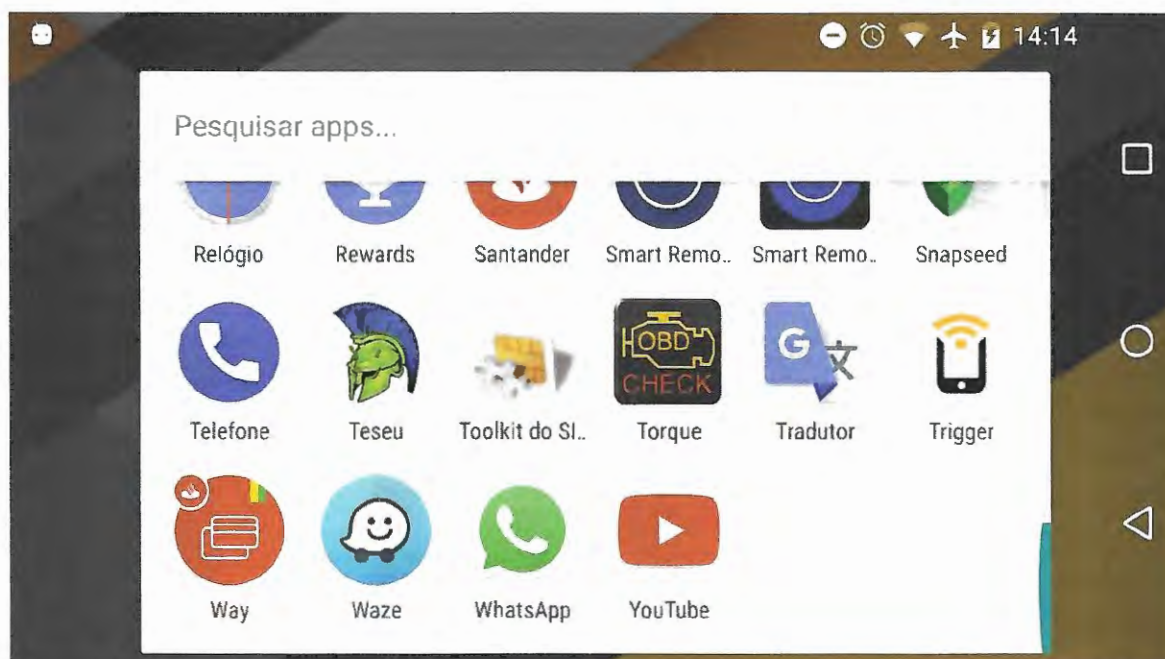 14:14
Pesquisar apps...
Relógio Rewards Santander Smart Remo.. Smart Remo.. Snapseed
OBD
CHECK
G 文
Telefone Teseu Toolkit do SI.. Torque Tradutor Trigger
Way Waze WhatsApp YouTube